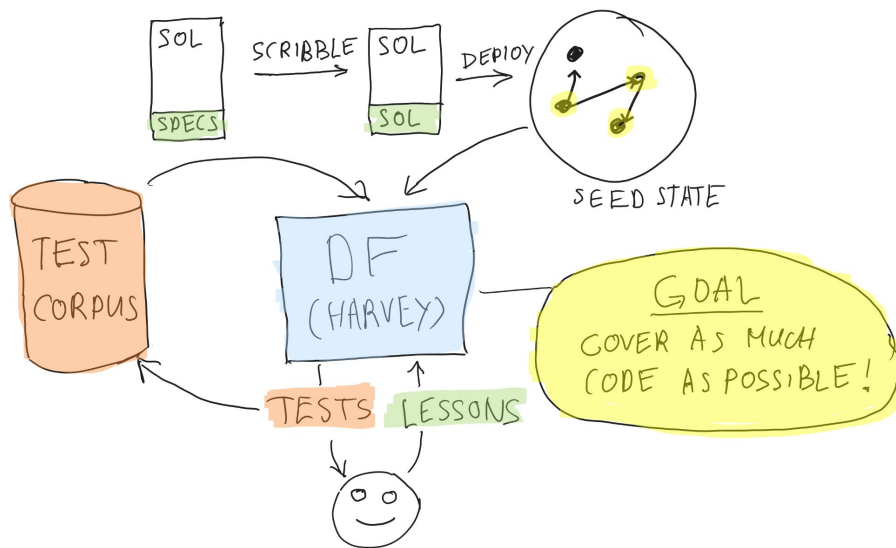 SOL
SPECS
SCRIBBLE
SOL
SOL
DEPLOY
SEED STATE
TEST
CORPUS
DF
(HARVEY)
GOAL
COVER AS MUCH
CODE AS POSSIBLE!
TESTS
LESSONS